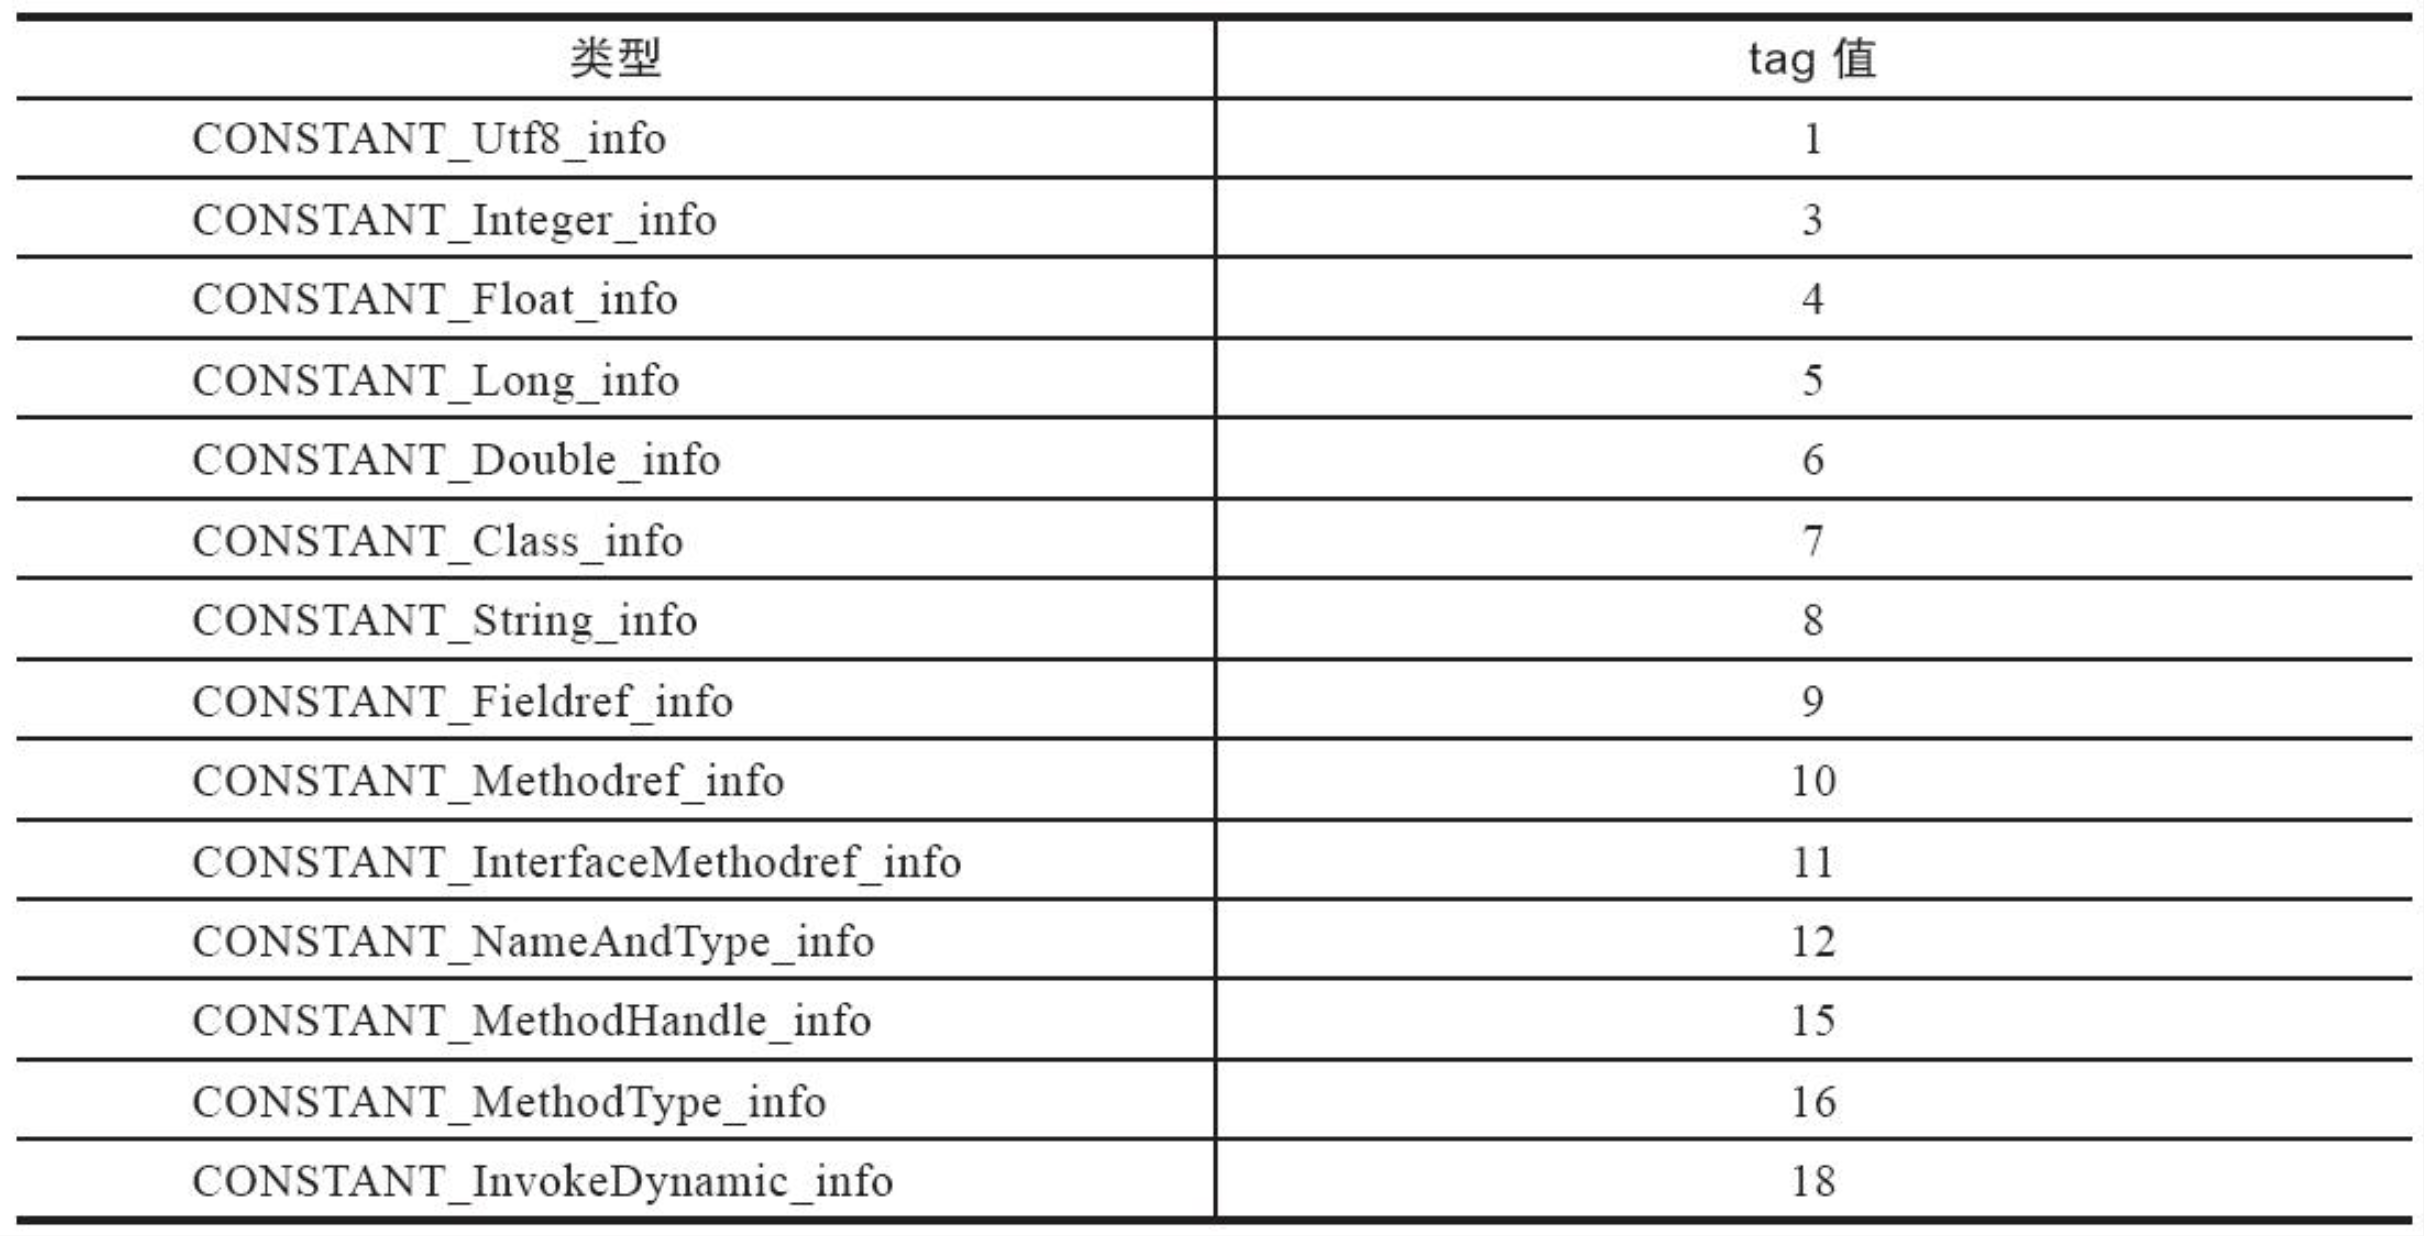 类型 tag 值
CONSTANT_Utf8_info 1
CONSTANT_Integer_info 3
CONSTANT_Float_info 4
CONSTANT_Long_info 5
CONSTANT_Double_info 6
CONSTANT_Class_info 7
CONSTANT_String_info 8
CONSTANT_Fieldref_info 9
CONSTANT_Methodref_info 10
CONSTANT_InterfaceMethodref_info 11
CONSTANT_NameAndType_info 12
CONSTANT_MethodHandle_info 15
CONSTANT_MethodType_info 16
CONSTANT_InvokeDynamic_info 18